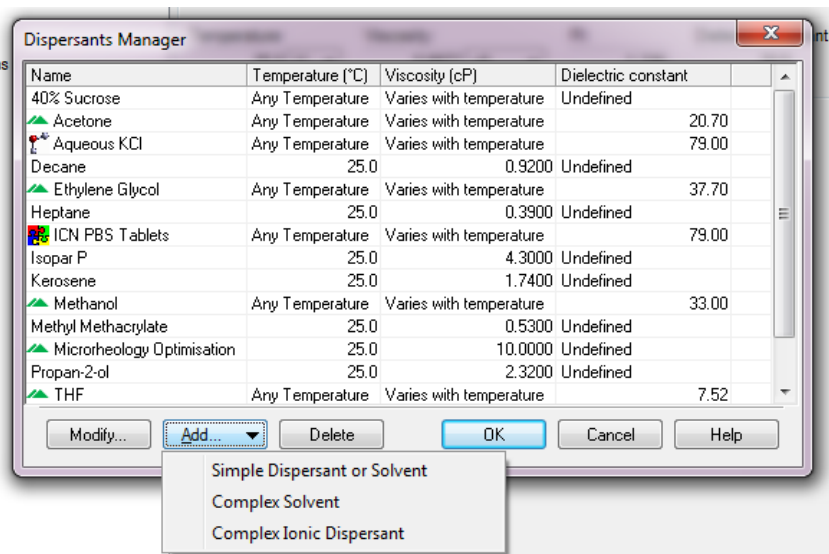 Dispersants Manager
nt
s
Name Temperature (°C) Viscosity (cP) Dielectric constant
40% Sucrose Any Temperature Varies with temperature Undefined
Acetone Any Temperature Varies with temperature 20.70
Aqueous KCl Any Temperature Varies with temperature 79.00
Decane 25.0 0.9200 Undefined
Ethylene Glycol Any Temperature Varies with temperature 37.70
Heptane 25.0 0.3900 Undefined
ICN PBS Tablets Any Temperature Varies with temperature 79.00
Isopar P 25.0 4.3000 Undefined
Kerosene 25.0 1.7400 Undefined
Methanol Any Temperature Varies with temperature 33.00
Methyl Methacrylate 25.0 0.5300 Undefined
Microrheology Optimisation 25.0 10.0000 Undefined
Propan-2-ol 25.0 2.3200 Undefined
THF Any Temperature Varies with temperature 7.52
Modify... Add... Delete OK Cancel Help
Simple Dispersant or Solvent
Complex Solvent
Complex Ionic Dispersant